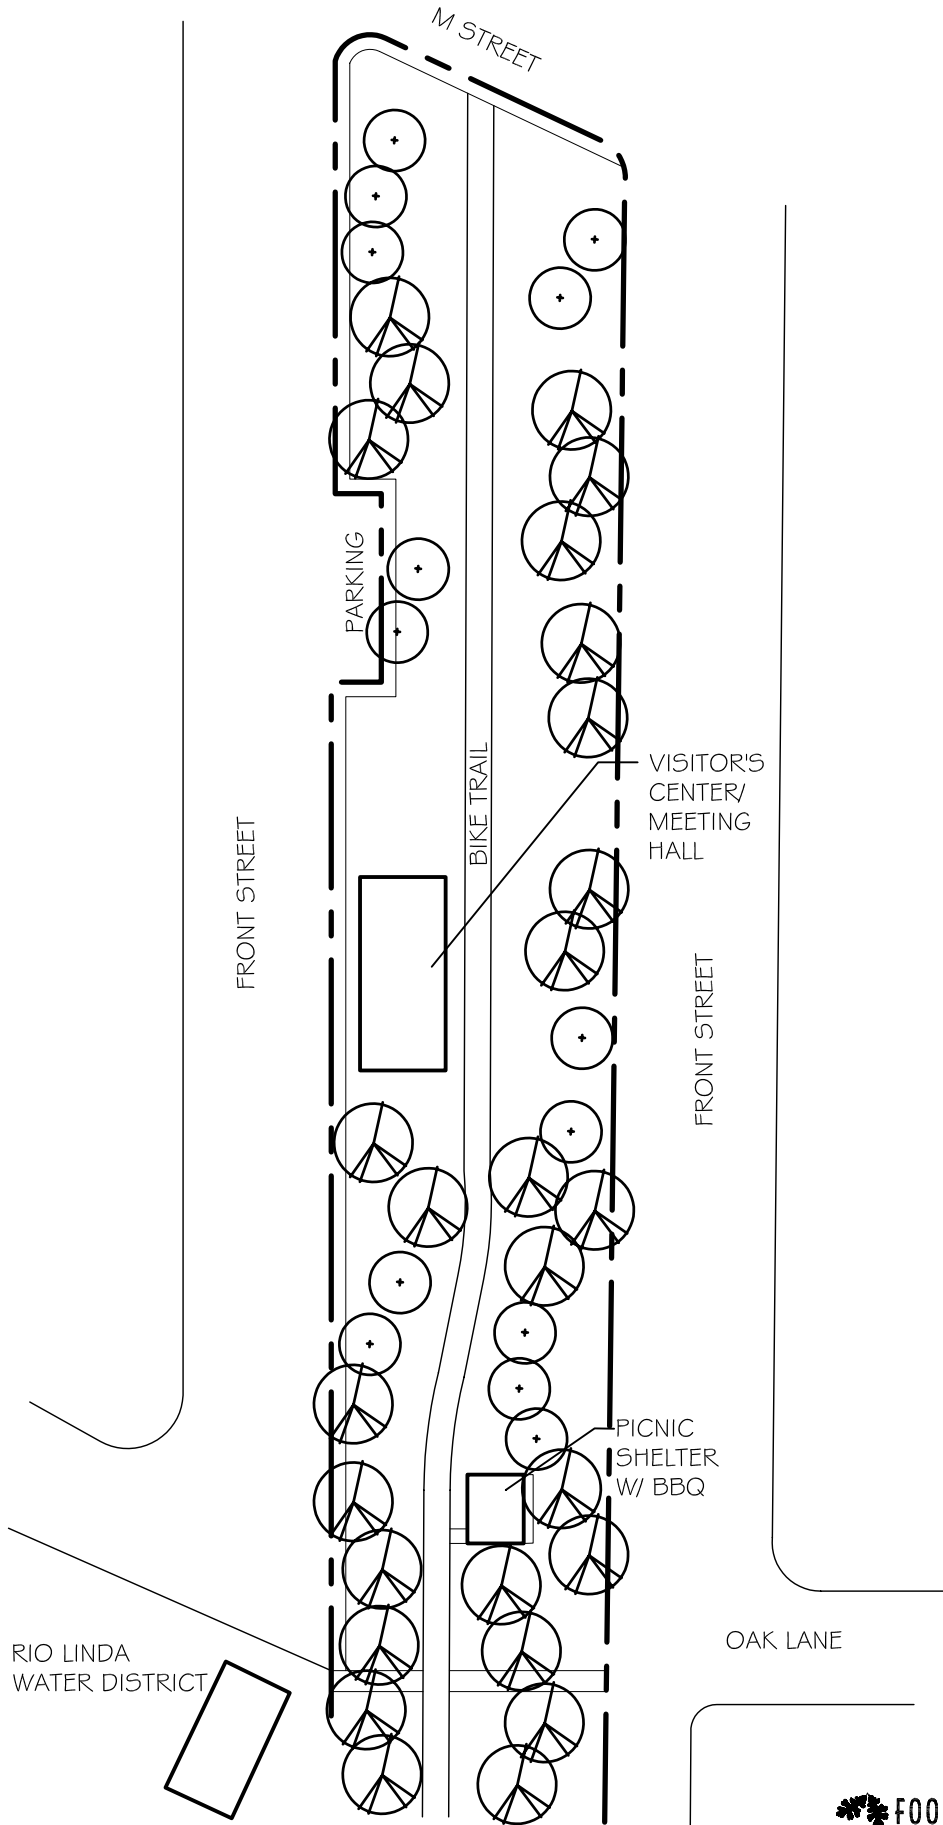 M STREET
PARKING
BIKE TRAIL
VISITOR'S
CENTER/
MEETING
HALL
FRONT STREET
FRONT STREET
PICNIC
SHELTER
W/ BBQ
OAK LANE
RIO LINDA
WATER DISTRICT
FOO